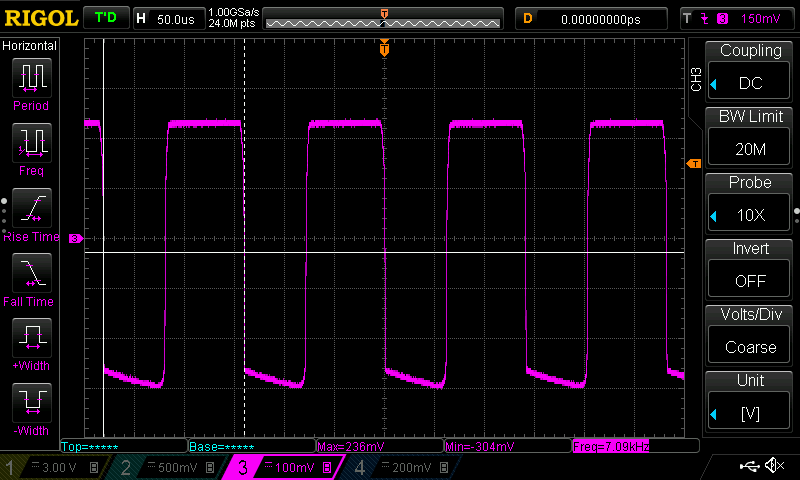 RIGOL T'D H 50.0us 1.00GSa/s 24.0M pts T D 0.00000000ps T 3 150mV
Horizontal
Period
Freq
Rise Time
Fall Time
+Width
-Width
T
3
T
CH3
Coupling
DC
BW Limit
20M
Probe
10X
Invert
OFF
Volts/Div
Coarse
Unit
[V]
Top=***** Base=***** Max=236mV Min=-304mV Freq=7.09kHz
1 3.00 V B 2 500mV B 3 100mV B 4 200mV B